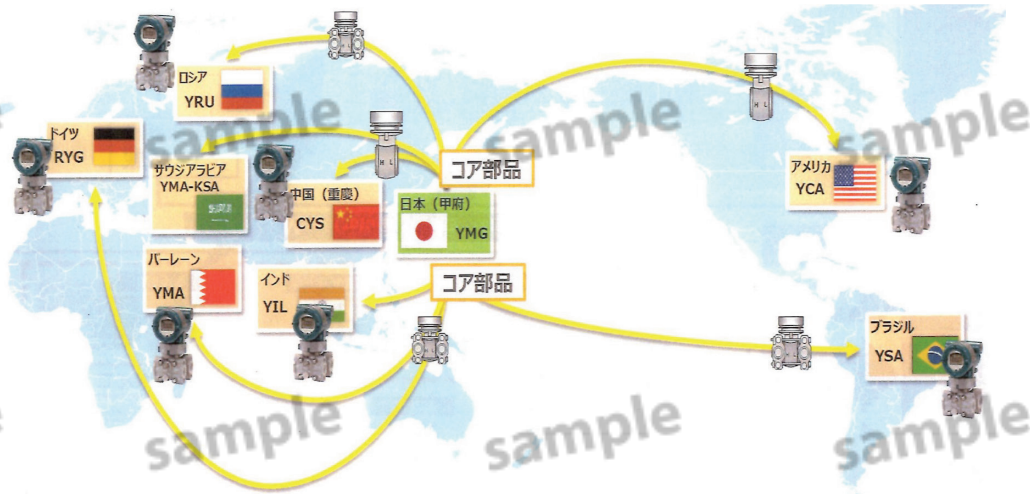 ロシア
YRU
ドイツ
RYG
サウジアラビア
YMA-KSA
中国(重慶)
CYS
コア部品
日本(甲府)
YMG
アメリカ
YCA
バーレーン
YMA
インド
YIL
コア部品
ブラジル
YSA
H L
H L
H L
sample
sample
sample
sample
sample
sample